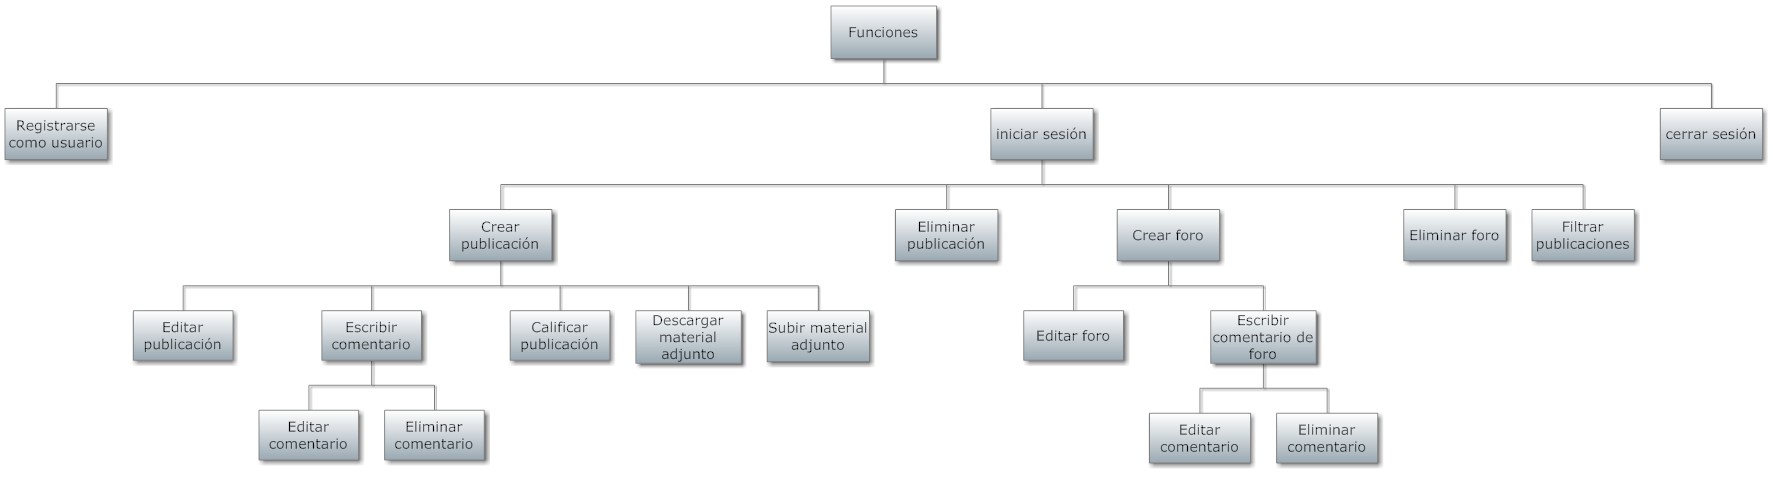 Funciones
Registrarse
como usuario
iniciar sesión
cerrar sesión
Crear
publicación
Eliminar
publicación
Crear foro
Eliminar foro
Filtrar
publicaciones
Editar
publicación
Escribir
comentario
Calificar
publicación
Descargar
material
adjunto
Subir material
adjunto
Editar foro
Escribir
comentario de
foro
Editar
comentario
Eliminar
comentario
Editar
comentario
Eliminar
comentario